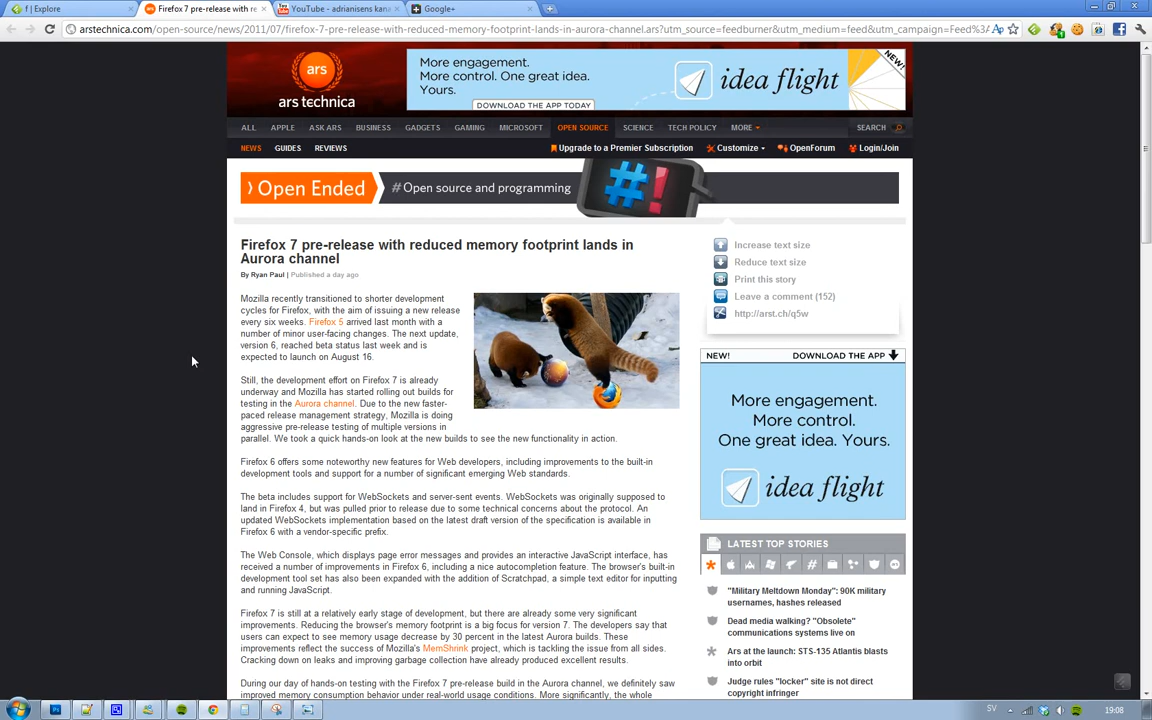 f | Explore
Firefox 7 pre-release with re
YouTube - adrianisens kana
Google+
arstechnica.com/open-source/news/2011/07/firefox-7-pre-release-with-reduced-memory-footprint-lands-in-aurora-channel.ars?utm_source=feedburner&utm_medium=feed&utm_campaign=Feed%3A
ars
ars technica
More engagement.
More control. One great idea.
Yours.
DOWNLOAD THE APP TODAY
idea flight
NEW!
ALL APPLE ASK ARS BUSINESS GADGETS GAMING MICROSOFT OPEN SOURCE SCIENCE TECH POLICY MORE SEARCH
NEWS GUIDES REVIEWS Upgrade to a Premier Subscription Customize OpenForum Login/Join
Open Ended # Open source and programming #!
Firefox 7 pre-release with reduced memory footprint lands in
Aurora channel
By Ryan Paul | Published a day ago
Mozilla recently transitioned to shorter development
cycles for Firefox, with the aim of issuing a new release
every six weeks. Firefox 5 arrived last month with a
number of minor user-facing changes. The next update,
version 6, reached beta status last week and is
expected to launch on August 16.
Still, the development effort on Firefox 7 is already
underway and Mozilla has started rolling out builds for
testing in the Aurora channel. Due to the new faster-
paced release management strategy, Mozilla is doing
aggressive pre-release testing of multiple versions in
parallel. We took a quick hands-on look at the new builds to see the new functionality in action.
Firefox 6 offers some noteworthy new features for Web developers, including improvements to the built-in
development tools and support for a number of significant emerging Web standards.
The beta includes support for WebSockets and server-sent events. WebSockets was originally supposed to
land in Firefox 4, but was pulled prior to release due to some technical concerns about the protocol. An
updated WebSockets implementation based on the latest draft version of the specification is available in
Firefox 6 with a vendor-specific prefix.
The Web Console, which displays page error messages and provides an interactive JavaScript interface, has
received a number of improvements in Firefox 6, including a nice autocompletion feature. The browser's built-in
development tool set has also been expanded with the addition of Scratchpad, a simple text editor for inputting
and running JavaScript.
Firefox 7 is still at a relatively early stage of development, but there are already some very significant
improvements. Reducing the browser's memory footprint is a big focus for version 7. The developers say that
users can expect to see memory usage decrease by 30 percent in the latest Aurora builds. These
improvements reflect the success of Mozilla's MemShrink project, which is tackling the issue from all sides.
Cracking down on leaks and improving garbage collection have already produced excellent results.
During our day of hands-on testing with the Firefox 7 pre-release build in the Aurora channel, we definitely saw
improved memory consumption behavior under real-world usage conditions. More significantly, the whole
Increase text size
Reduce text size
Print this story
Leave a comment (152)
http://arst.ch/q5w
NEW! DOWNLOAD THE APP
More engagement.
More control.
One great idea. Yours.
idea flight
LATEST TOP STORIES
"Military Meltdown Monday": 90K military
usernames, hashes released
Dead media walking? "Obsolete"
communications systems live on
Ars at the launch: STS-135 Atlantis blasts
into orbit
Judge rules "locker" site is not direct
copyright infringer
SV 19:08